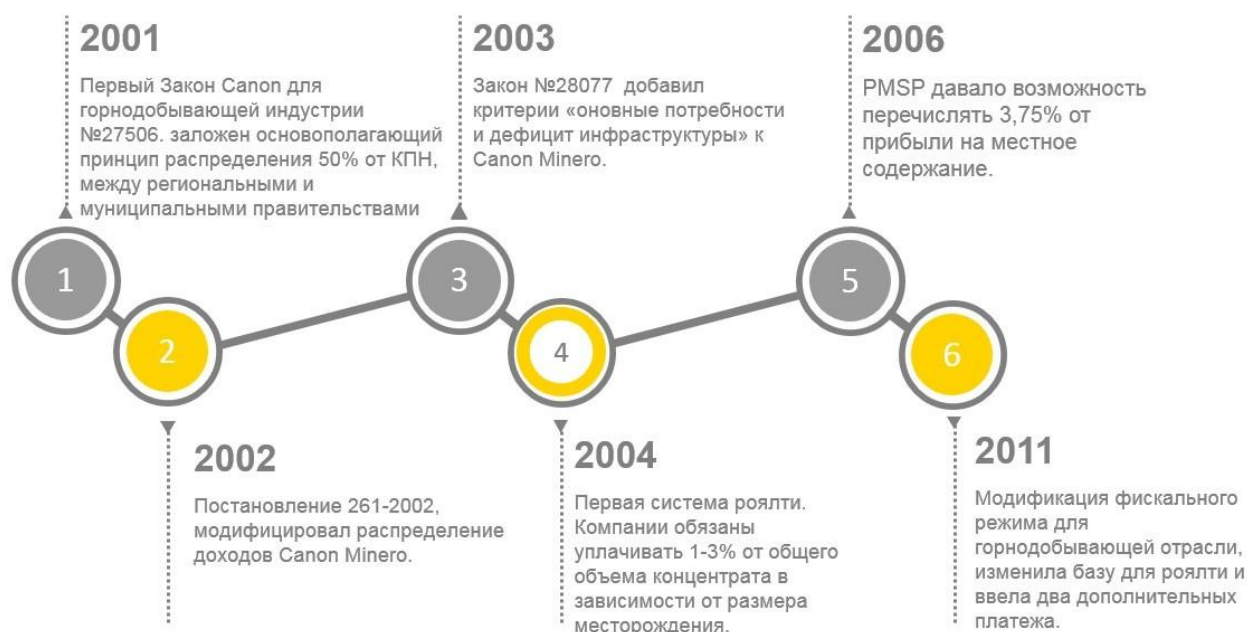 2001
Первый Закон Canon для
горнодобывающей индустрии
№27506. заложен основополагающий
принцип распределения 50% от КПН,
между региональными и
муниципальными правительствами
2003
Закон №28077 добавил
критерии «оновные потребности
и дефицит инфраструктуры» к
Canon Minero.
2006
PMSP давало возможность
перечислять 3,75% от
прибыли на местное
содержание.
1
2
3
4
5
6
2002
Постановление 261-2002,
модифицировал распределение
доходов Canon Minero.
2004
Первая система роялти.
Компании обязаны
уплачивать 1-3% от общего
объема концентрата в
зависимости от размера
месторождения.
2011
Модификация фискального
режима для
горнодобывающей отрасли,
изменила базу для роялти и
ввела два дополнительных
платежа.